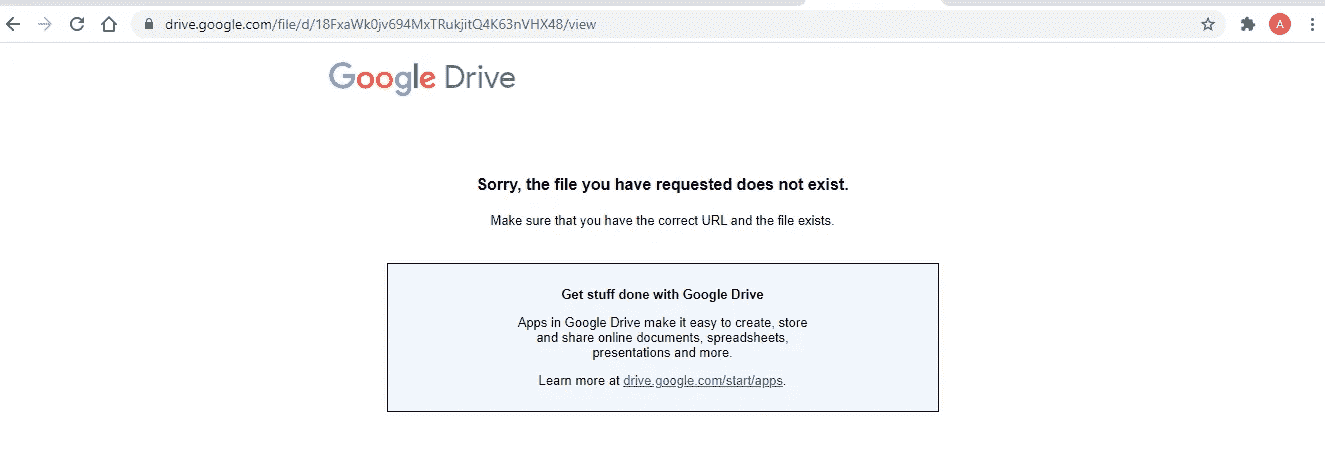 drive.google.com/file/d/18FxaWk0jv694MxTRukjitQ4K63nVHX48/view
A
Google Drive
Sorry, the file you have requested does not exist.
Make sure that you have the correct URL and the file exists.
Get stuff done with Google Drive
Apps in Google Drive make it easy to create, store
and share online documents, spreadsheets,
presentations and more.
Learn more at drive.google.com/start/apps.